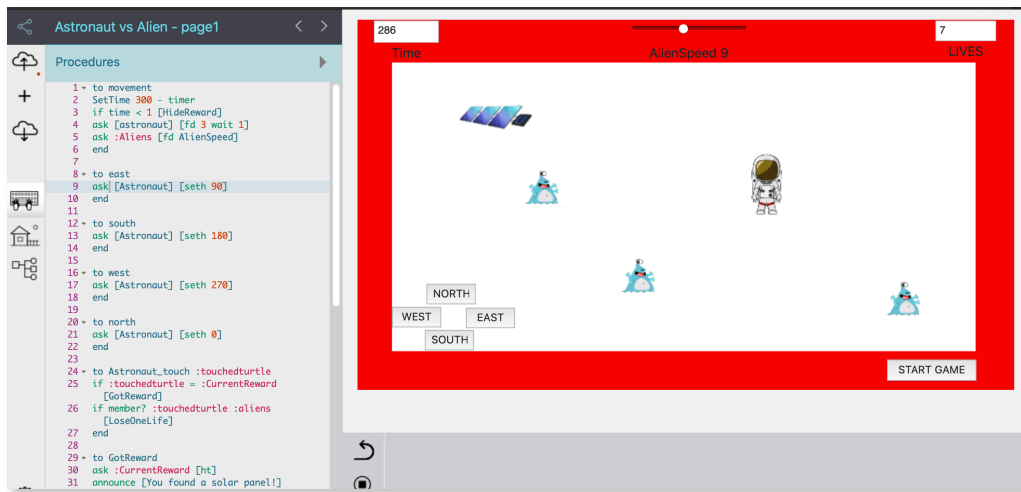 Astronaut vs Alien - page1
Procedures
1 to movement
2 SetTime 300 - timer
3 if time < 1 [HideReward]
4 ask [astronaut] [fd 3 wait 1]
5 ask :Aliens [fd AlienSpeed]
6 end
7
8 to east
9 ask [Astronaut] [seth 90]
10 end
11
12 to south
13 ask [Astronaut] [seth 180]
14 end
15
16 to west
17 ask [Astronaut] [seth 270]
18 end
19
20 to north
21 ask [Astronaut] [seth 0]
22 end
23
24 to Astronaut_touch :touchedturtle
25 if :touchedturtle = :CurrentReward
[GotReward]
26 if member? :touchedturtle :aliens
[LoseOneLife]
27 end
28
29 to GotReward
30 ask :CurrentReward [ht]
31 announce [You found a solar panel!]
286
Time
AlienSpeed 9
7
LIVES
NORTH
WEST
EAST
SOUTH
START GAME